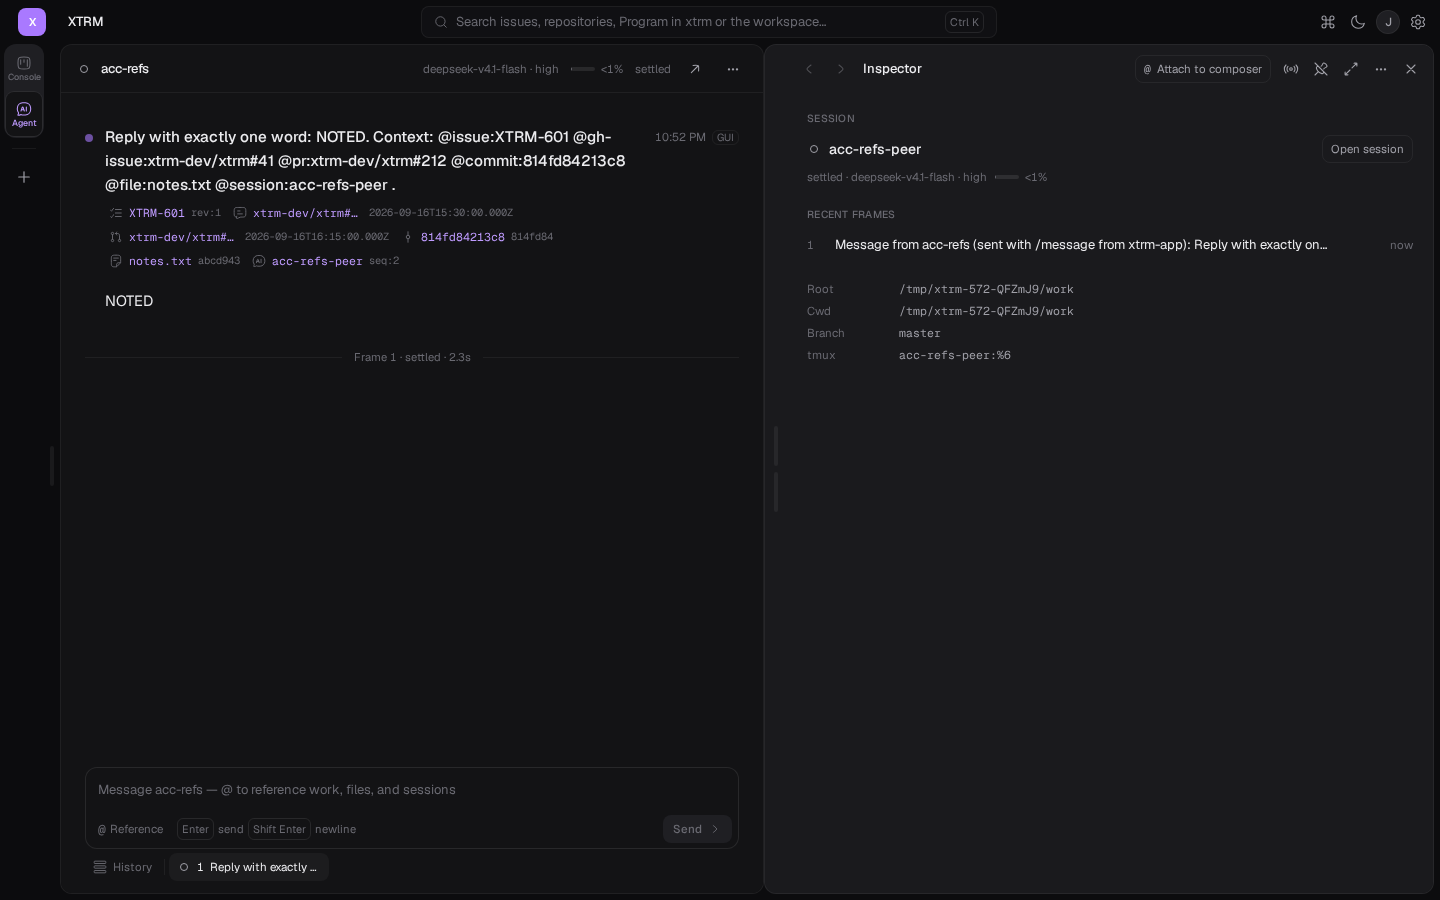 X XTRM Search issues, repositories, Program in xtrm or the workspace... Ctrl K J
Console
AI
Agent
acc-refs deepseek-v4.1-flash · high <1% settled
Reply with exactly one word: NOTED. Context: @issue:XTRM-601 @gh- 10:52 PM GUI
issue:xtrm-dev/xtrm#41 @pr:xtrm-dev/xtrm#212 @commit:814fd84213c8
@file:notes.txt @session:acc-refs-peer .
XTRM-601 rev:1 xtrm-dev/xtrm#… 2026-09-16T15:30:00.000Z
xtrm-dev/xtrm#… 2026-09-16T16:15:00.000Z 814fd84213c8 814fd84
notes.txt abcd943 AI acc-refs-peer seq:2
NOTED
Frame 1 · settled · 2.3s
Message acc-refs — @ to reference work, files, and sessions
@ Reference Enter send Shift Enter newline Send
History 1 Reply with exactly ...
Inspector @ Attach to composer
SESSION
acc-refs-peer Open session
settled · deepseek-v4.1-flash · high <1%
RECENT FRAMES
1 Message from acc-refs (sent with /message from xtrm-app): Reply with exactly on... now
Root /tmp/xtrm-572-QFZmJ9/work
Cwd /tmp/xtrm-572-QFZmJ9/work
Branch master
tmux acc-refs-peer:%6